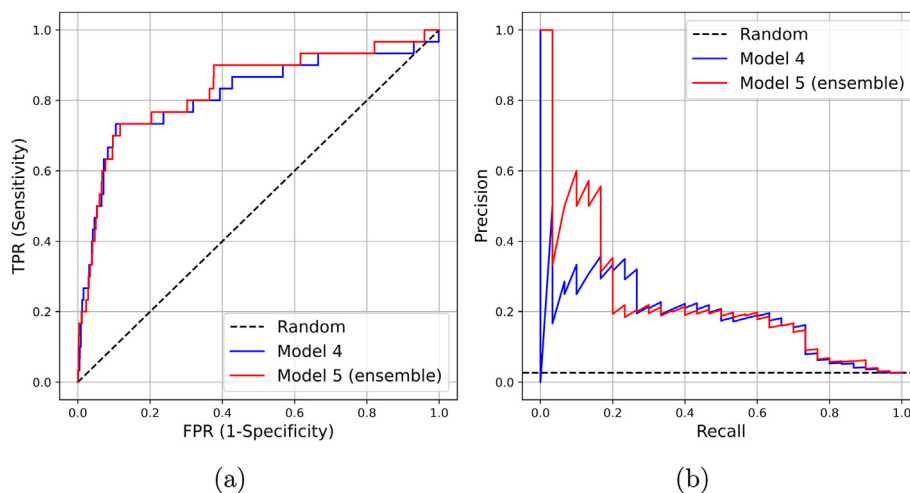 TPR (Sensitivity)
1.0
0.8
0.6
0.4
0.2
0.0
0.0 0.2 0.4 0.6 0.8 1.0
FPR (1-Specificity)
Random
Model 4
Model 5 (ensemble)
(a)
Precision
1.0
0.8
0.6
0.4
0.2
0.0
0.0 0.2 0.4 0.6 0.8 1.0
Recall
Random
Model 4
Model 5 (ensemble)
(b)